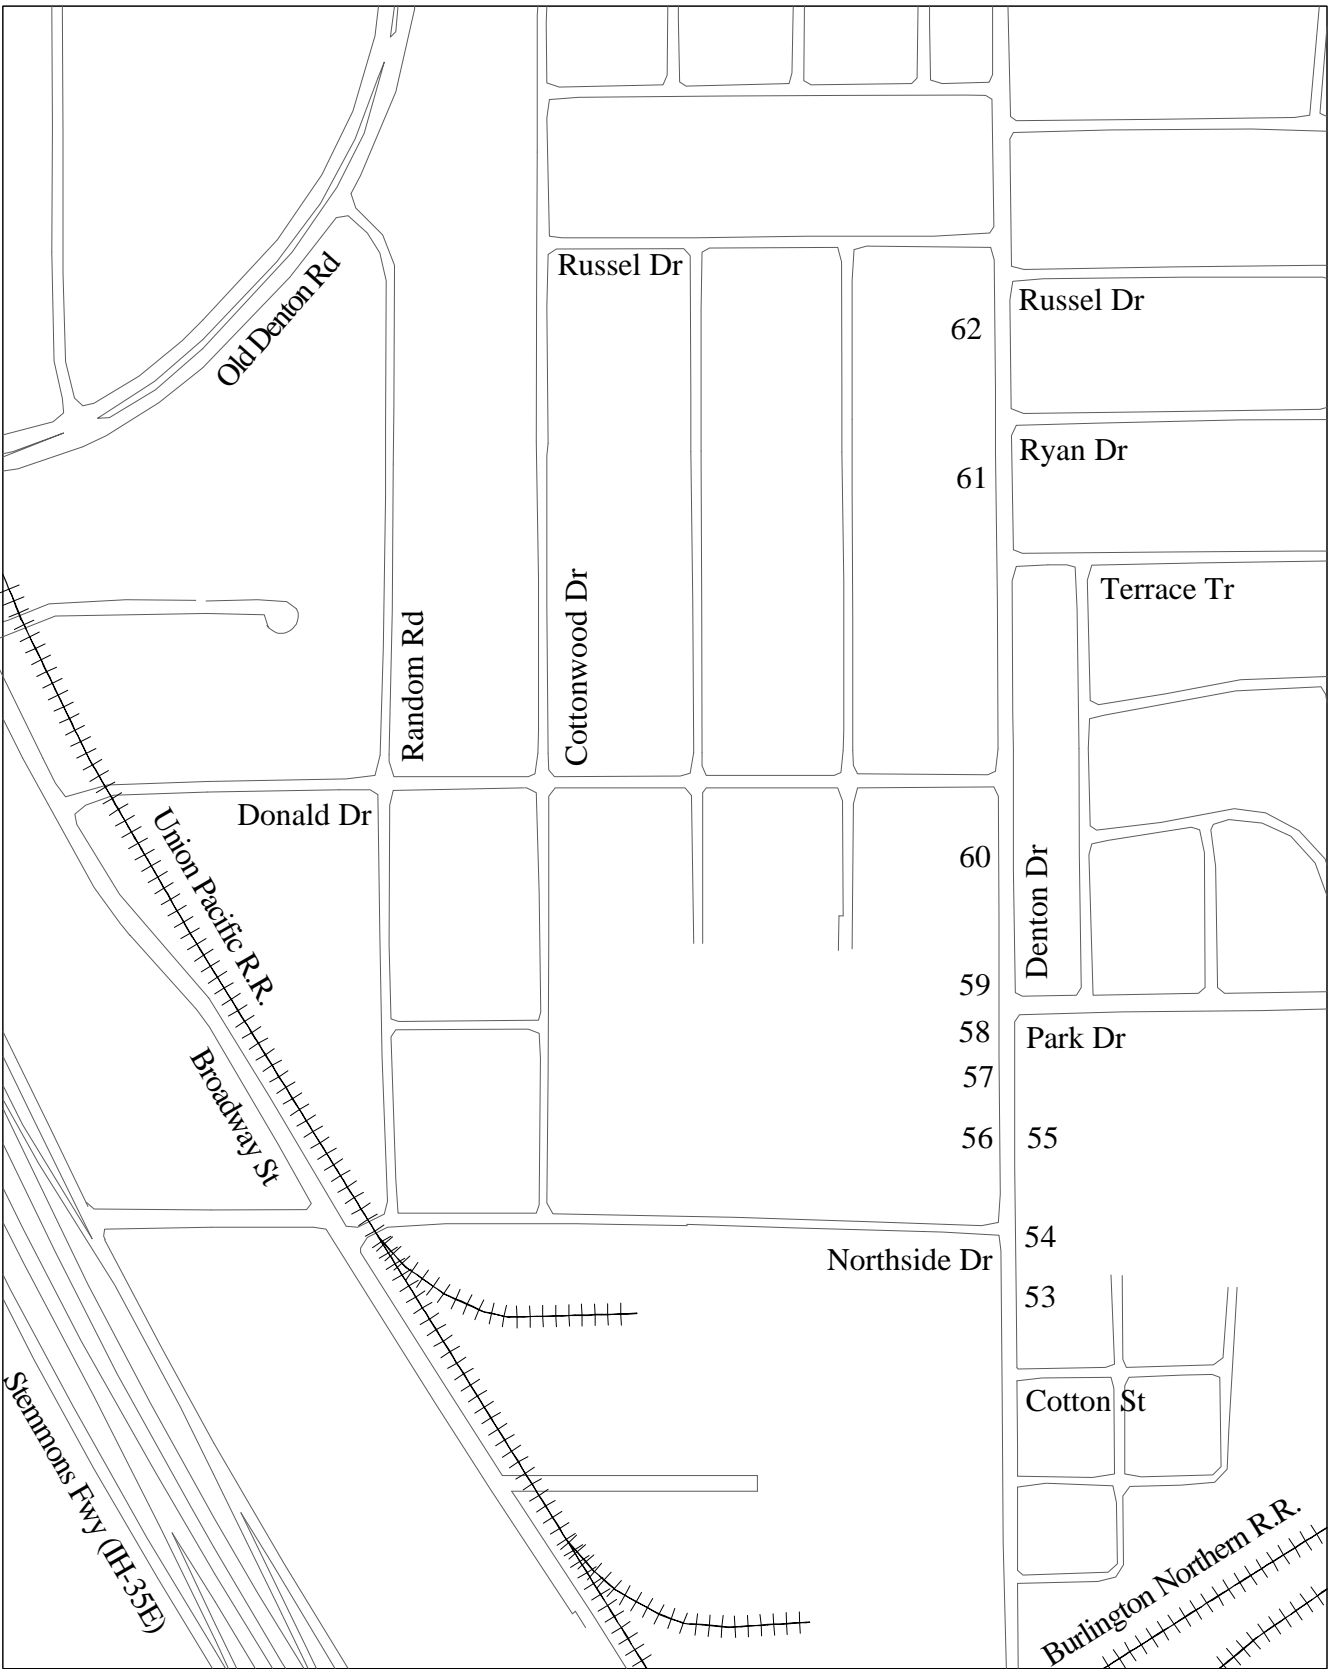 Russel Dr
Old Denton Rd
Russel Dr
62
Ryan Dr
61
Terrace Tr
Cottonwood Dr
Random Rd
Donald Dr
Union Pacific R.R.
60
Denton Dr
59
58
Park Dr
57
Broadway St
56
55
54
Northside Dr
53
Cotton St
Stemmons Fwy (IH-35E)
Burlington Northern R.R.